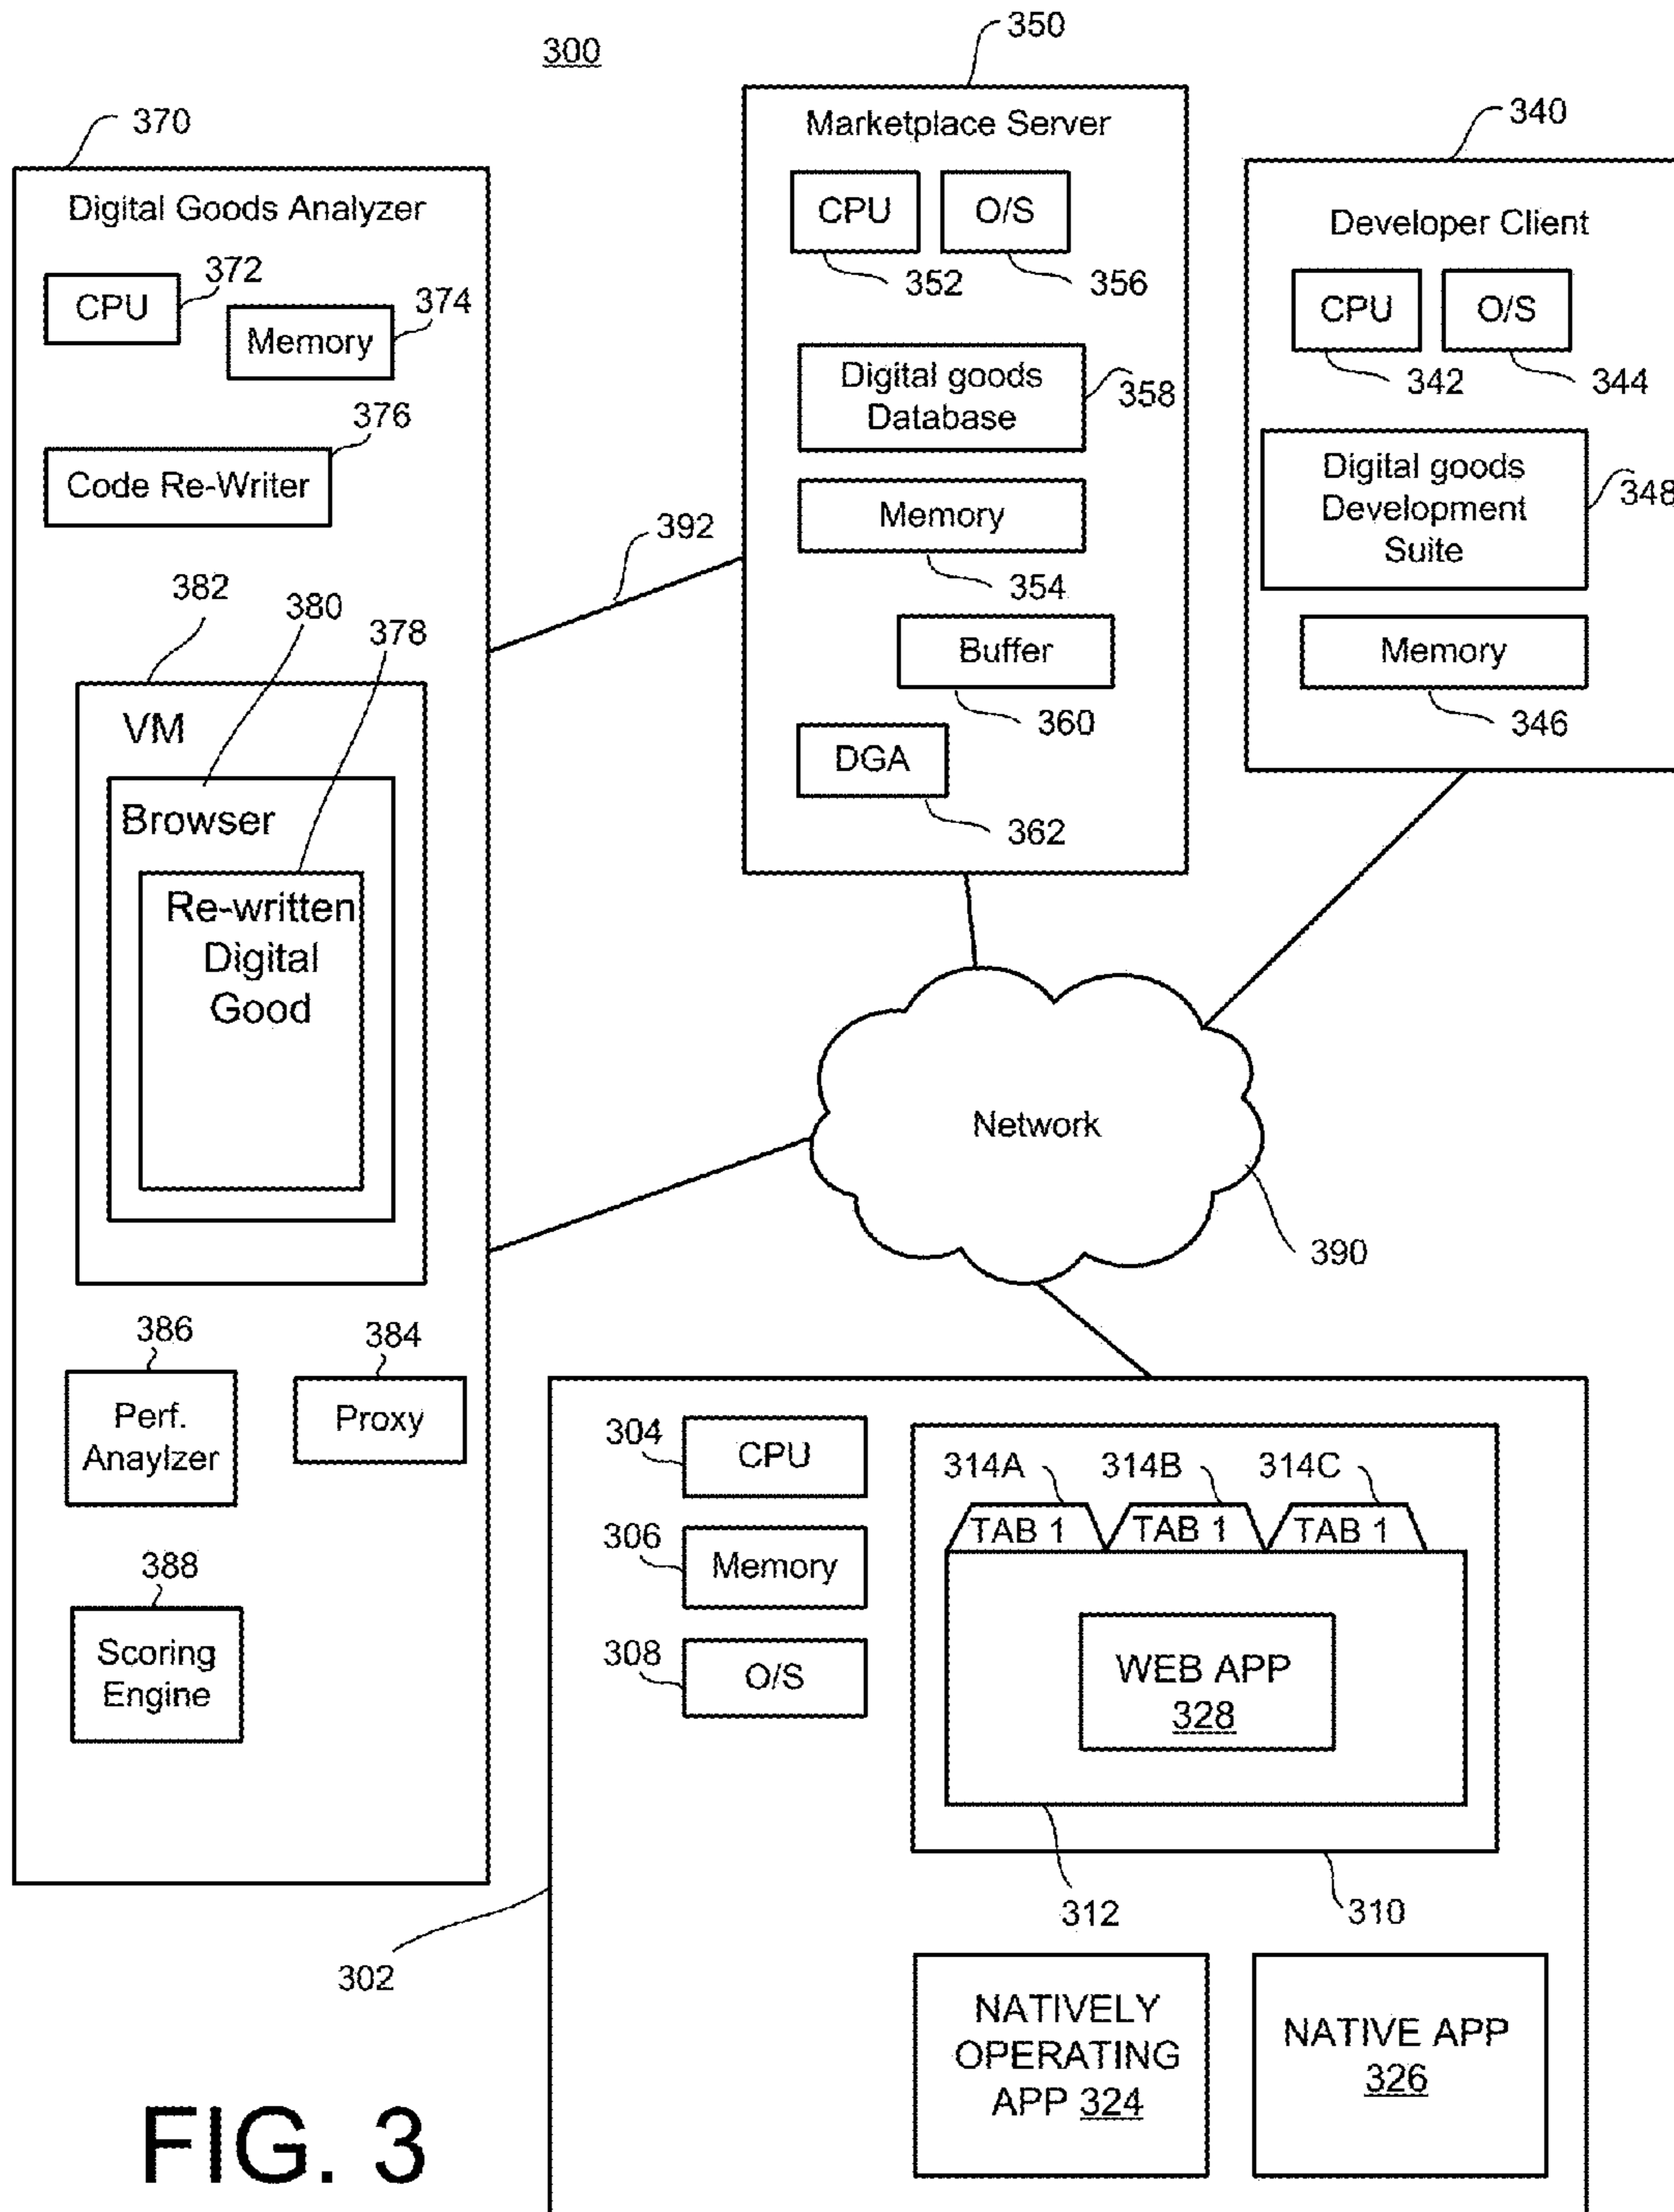 300
370
Digital Goods Analyzer
CPU
372
Memory
374
376
Code Re-Writer
382
380
378
VM
Browser
Re-written
Digital
Good
386
384
Perf.
Anaylzer
Proxy
388
Scoring
Engine
392
350
Marketplace Server
CPU
O/S
352
356
Digital goods
Database
358
Memory
354
Buffer
360
DGA
362
340
Developer Client
CPU
O/S
342
344
Digital goods
Development
Suite
348
Memory
346
Network
390
304
CPU
306
Memory
308
O/S
314A
314B
314C
TAB 1
TAB 1
TAB 1
WEB APP
328
312
310
302
NATIVELY
OPERATING
APP 324
NATIVE APP
326
FIG. 3